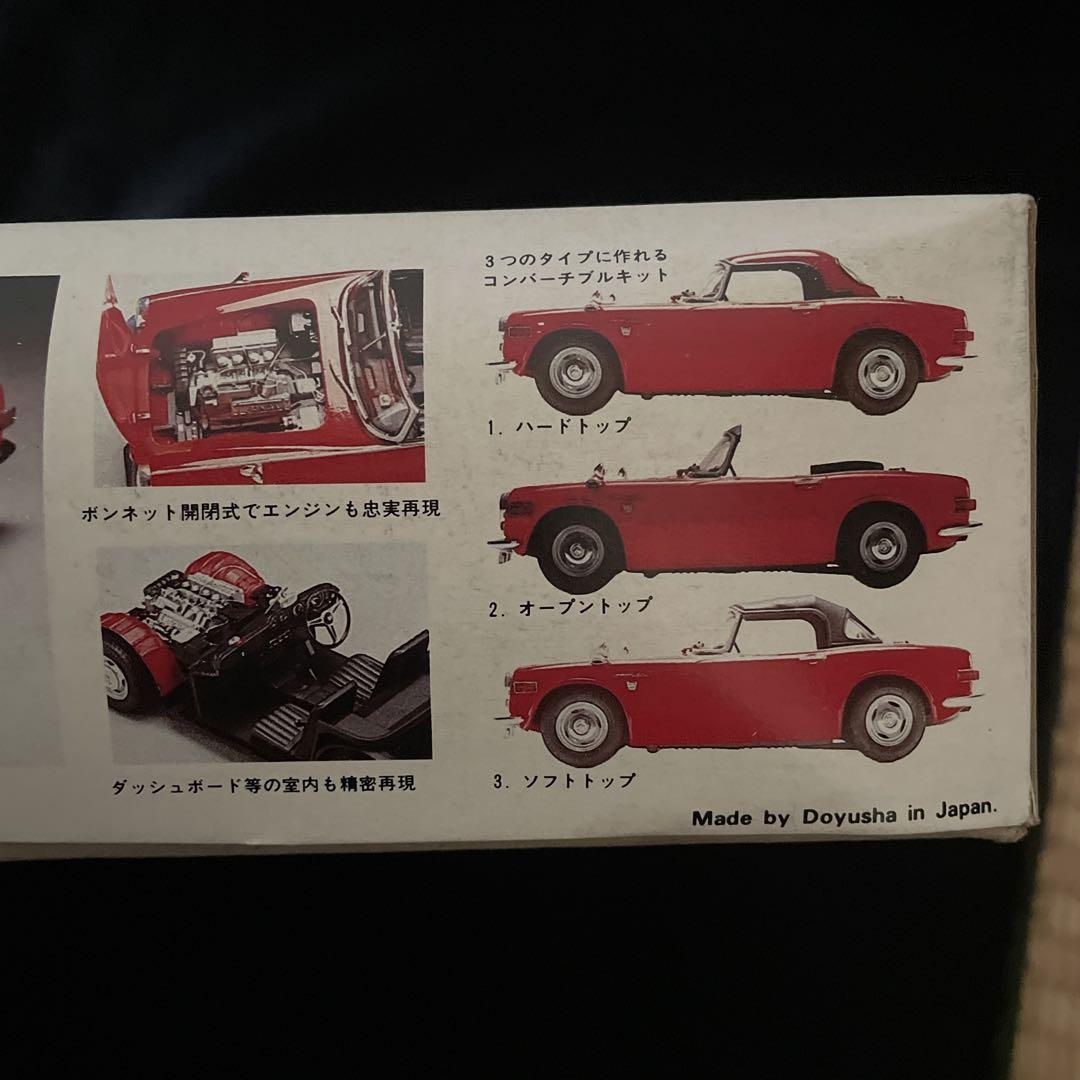 ボンネット開閉式でエンジンも忠実再現
ダッシュボード等の室内も精密再現
3つのタイプに作れる
コンバーチブルキット
1. ハードトップ
2. オープントップ
3. ソフトトップ
Made by Doyusha in Japan.